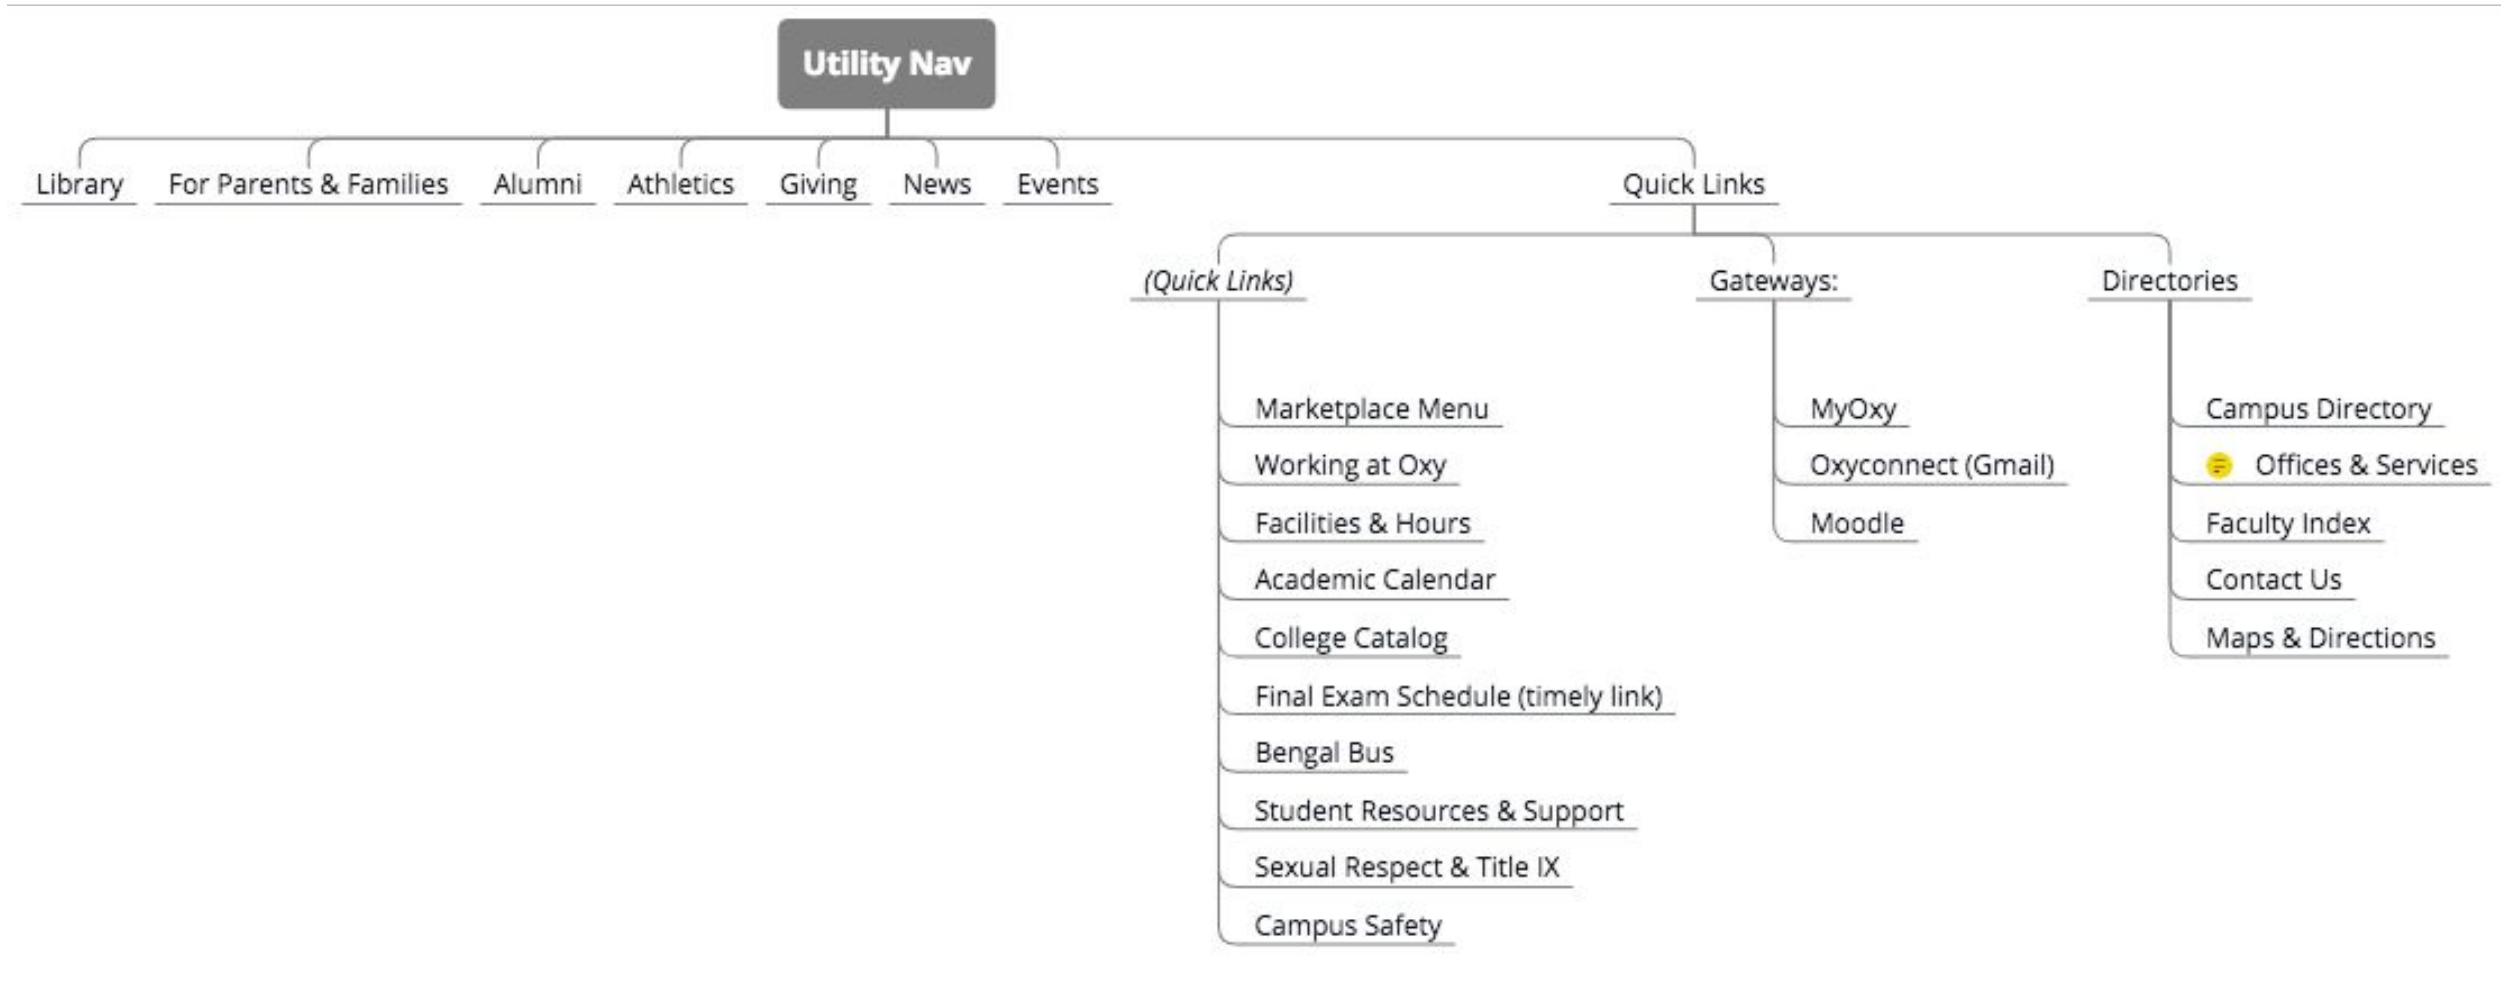 Utility Nav
Library
For Parents & Families
Alumni
Athletics
Giving
News
Events
Quick Links
(Quick Links)
Marketplace Menu
Working at Oxy
Facilities & Hours
Academic Calendar
College Catalog
Final Exam Schedule (timely link)
Bengal Bus
Student Resources & Support
Sexual Respect & Title IX
Campus Safety
Gateways:
MyOxy
Oxyconnect (Gmail)
Moodle
Directories
Campus Directory
Offices & Services
Faculty Index
Contact Us
Maps & Directions